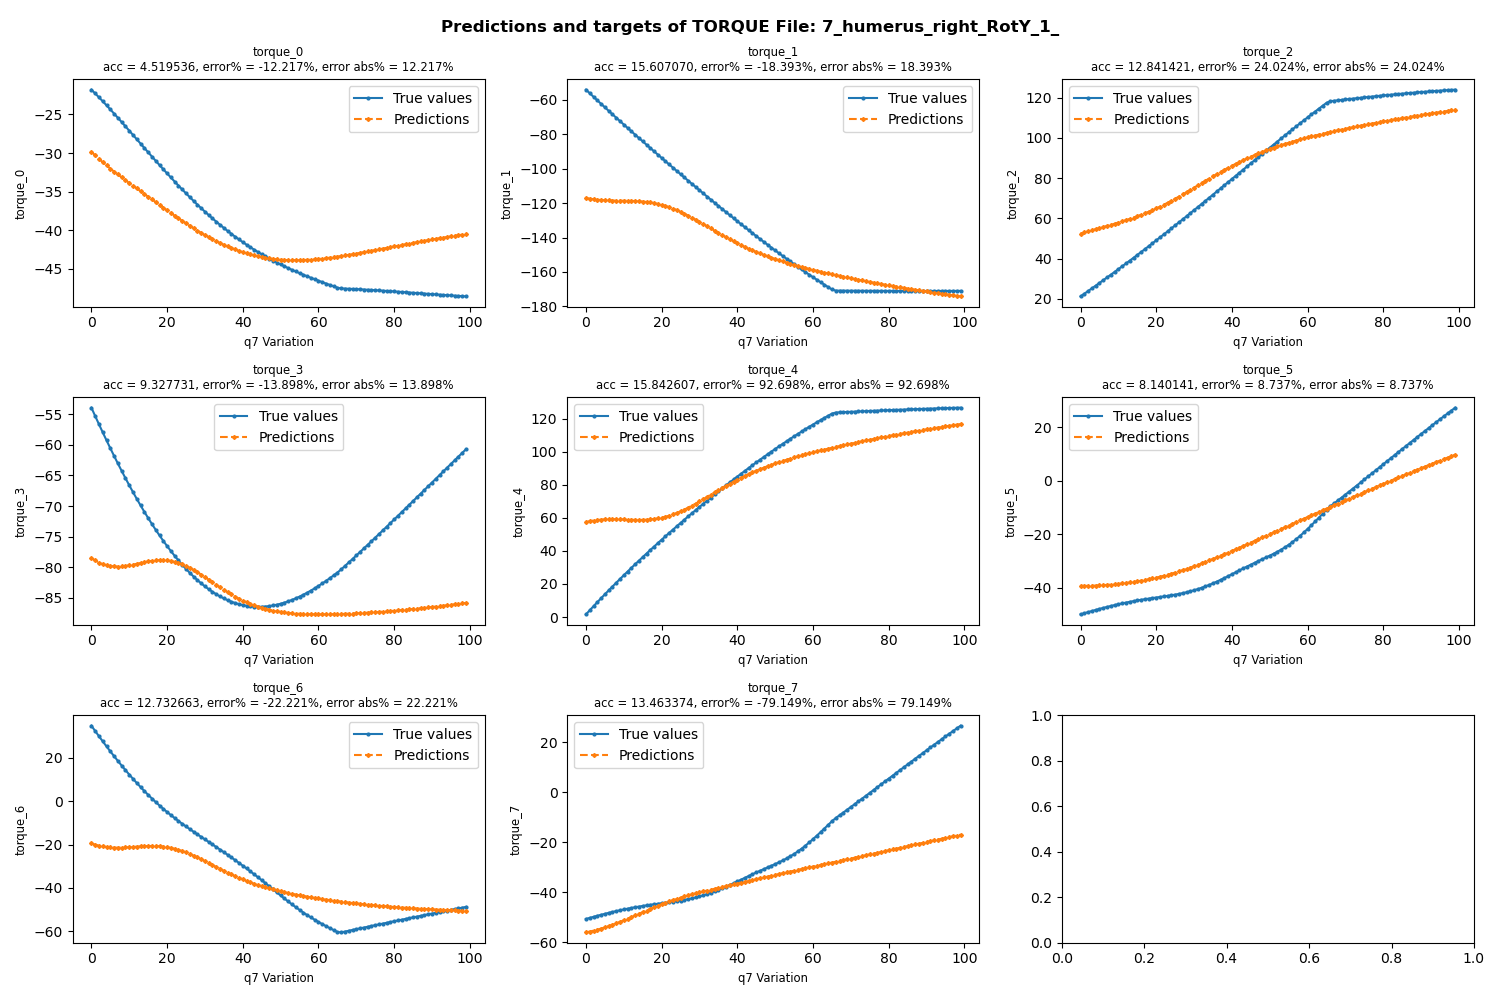 Predictions and targets of TORQUE File: 7_humerus_right_RotY_1_
torque_0
acc = 4.519536, error% = -12.217%, error abs% = 12.217%
True values
Predictions
torque_0
−25
−30
−35
−40
−45
0 20 40 60 80 100
q7 Variation
torque_1
acc = 15.607070, error% = -18.393%, error abs% = 18.393%
True values
Predictions
torque_1
−60
−80
−100
−120
−140
−160
−180
0 20 40 60 80 100
q7 Variation
torque_2
acc = 12.841421, error% = 24.024%, error abs% = 24.024%
True values
Predictions
torque_2
120
100
80
60
40
20
0 20 40 60 80 100
q7 Variation
torque_3
acc = 9.327731, error% = -13.898%, error abs% = 13.898%
True values
Predictions
torque_3
−55
−60
−65
−70
−75
−80
−85
0 20 40 60 80 100
q7 Variation
torque_4
acc = 15.842607, error% = 92.698%, error abs% = 92.698%
True values
Predictions
torque_4
120
100
80
60
40
20
0
0 20 40 60 80 100
q7 Variation
torque_5
acc = 8.140141, error% = 8.737%, error abs% = 8.737%
True values
Predictions
torque_5
20
0
−20
−40
0 20 40 60 80 100
q7 Variation
torque_6
acc = 12.732663, error% = -22.221%, error abs% = 22.221%
True values
Predictions
torque_6
20
0
−20
−40
−60
0 20 40 60 80 100
q7 Variation
torque_7
acc = 13.463374, error% = -79.149%, error abs% = 79.149%
True values
Predictions
torque_7
20
0
−20
−40
−60
0 20 40 60 80 100
q7 Variation
1.0
0.8
0.6
0.4
0.2
0.0
0.0 0.2 0.4 0.6 0.8 1.0